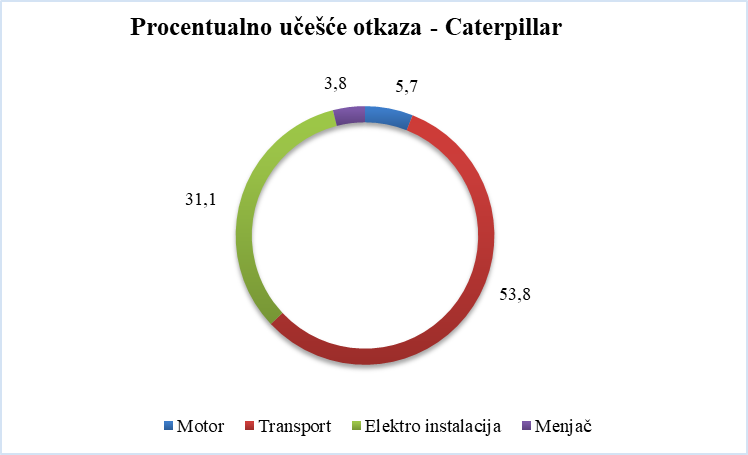 Procentualno učešće otkaza - Caterpillar
3,8
5,7
31,1
53,8
Motor
Transport
Elektro instalacija
Menjač